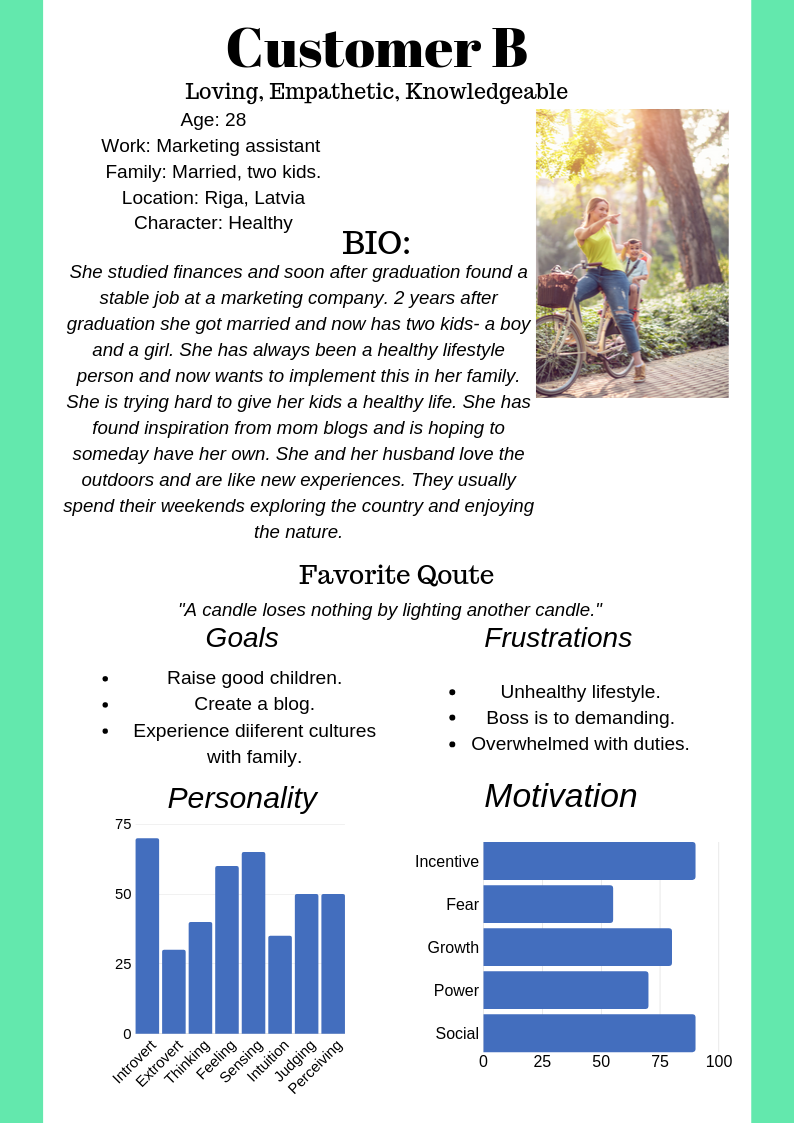 Customer B
Loving, Empathetic, Knowledgeable
Age: 28
Work: Marketing assistant
Family: Married, two kids.
Location: Riga, Latvia
Character: Healthy
BIO:
She studied finances and soon after graduation found a
stable job at a marketing company. 2 years after
graduation she got married and now has two kids- a boy
and a girl. She has always been a healthy lifestyle
person and now wants to implement this in her family.
She is trying hard to give her kids a healthy life. She has
found inspiration from mom blogs and is hoping to
someday have her own. She and her husband love the
outdoors and are like new experiences. They usually
spend their weekends exploring the country and enjoying
the nature.
Favorite Qoute
"A candle loses nothing by lighting another candle."
Goals
• Raise good children.
• Create a blog.
• Experience diiferent cultures
with family.
Frustrations
• Unhealthy lifestyle.
• Boss is to demanding.
• Overwhelmed with duties.
Personality
75
50
25
0
Introvert
Extrovert
Thinking
Feeling
Sensing
Intuition
Judging
Perceiving
Motivation
Incentive
Fear
Growth
Power
Social
0 25 50 75 100